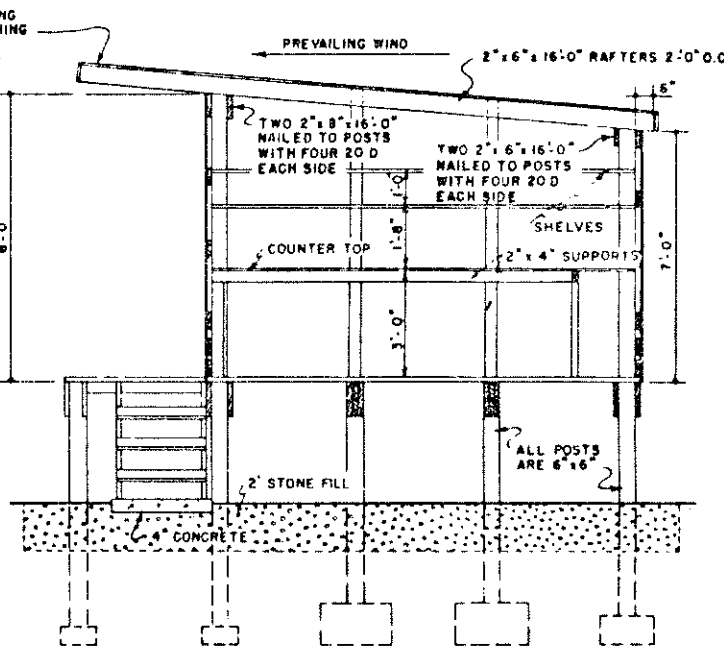 PREVAILING WIND
2"x6"x16'-0" RAFTERS 2'-0" O.C
6"
TWO 2"x8"x16'-0"
NAILED TO POSTS
WITH FOUR 20 D
EACH SIDE
TWO 2"x6"x16'-0"
NAILED TO POSTS
WITH FOUR 20 D
EACH SIDE
1'-0"
SHELVES
8'-0
1'-8"
COUNTER TOP
2"x4" SUPPORTS
7'-0"
3'-0"
ALL POSTS
ARE 6"x6"
2' STONE FILL
4" CONCRETE